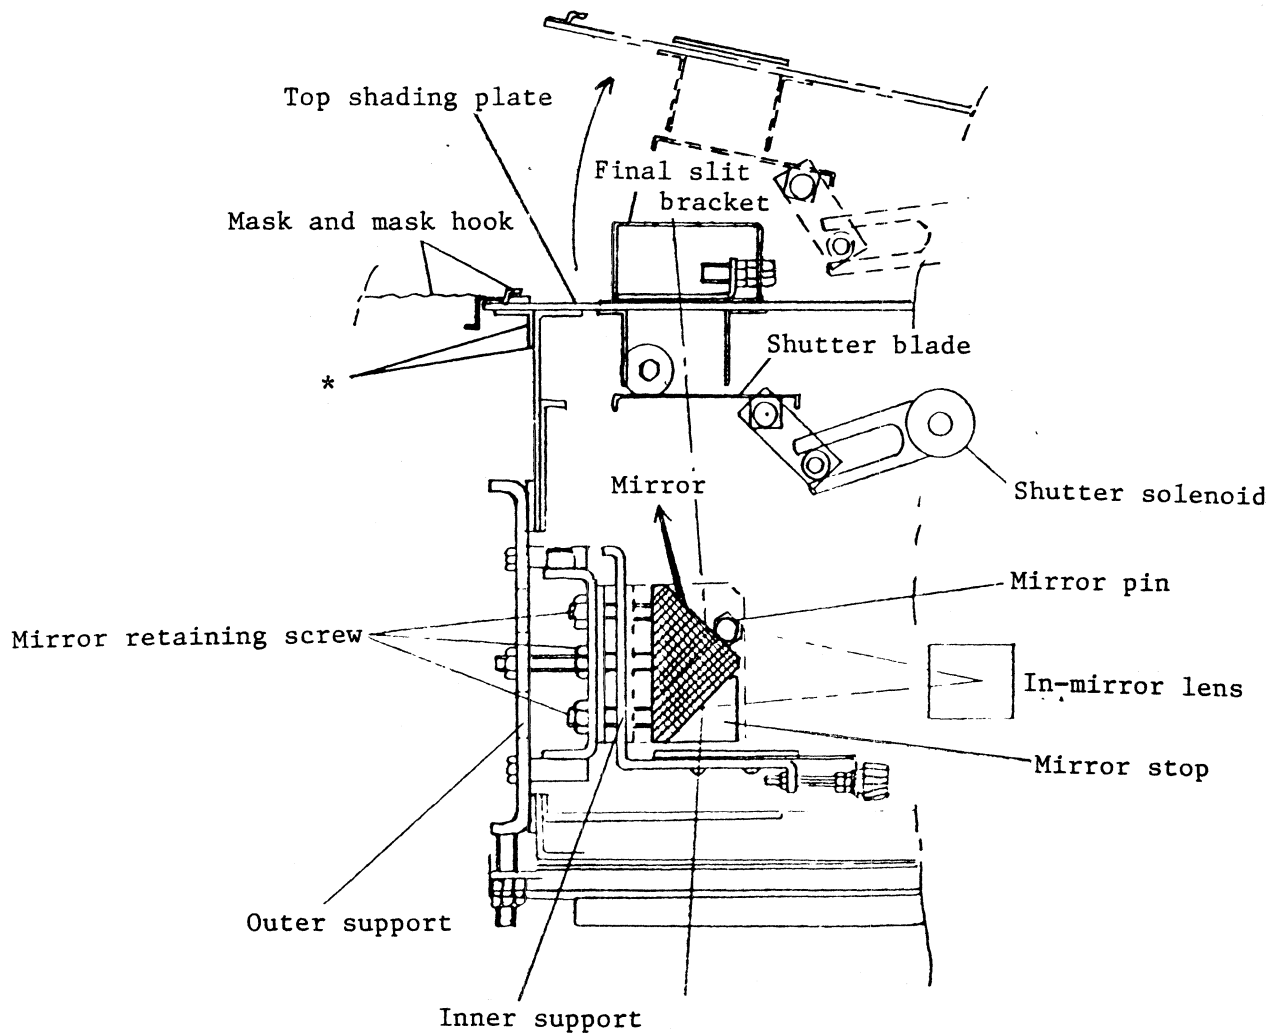 Top shading plate
Final slit
bracket
Mask and mask hook
Shutter blade
*
Mirror
Shutter solenoid
Mirror pin
Mirror retaining screw
In-mirror lens
Mirror stop
Outer support
Inner support